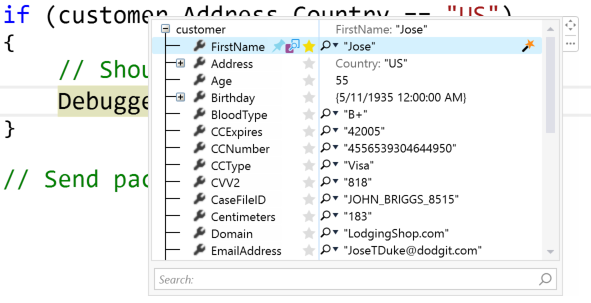 if (customer.Address.Country == "US")
customer FirstName: "Jose"
{
FirstName "Jose"
// Shou
Address Country: "US"
Age 55
Debugge
Birthday {5/11/1935 12:00:00 AM}
BloodType "B+"
}
CCExpires "42005"
CCNumber "4556539304644950"
CCType "Visa"
// Send pac
CVV2 "818"
CaseFileID "JOHN_BRIGGS_8515"
Centimeters "183"
Domain "LodgingShop.com"
EmailAddress "JoseTDuke@dodgit.com"
Search: